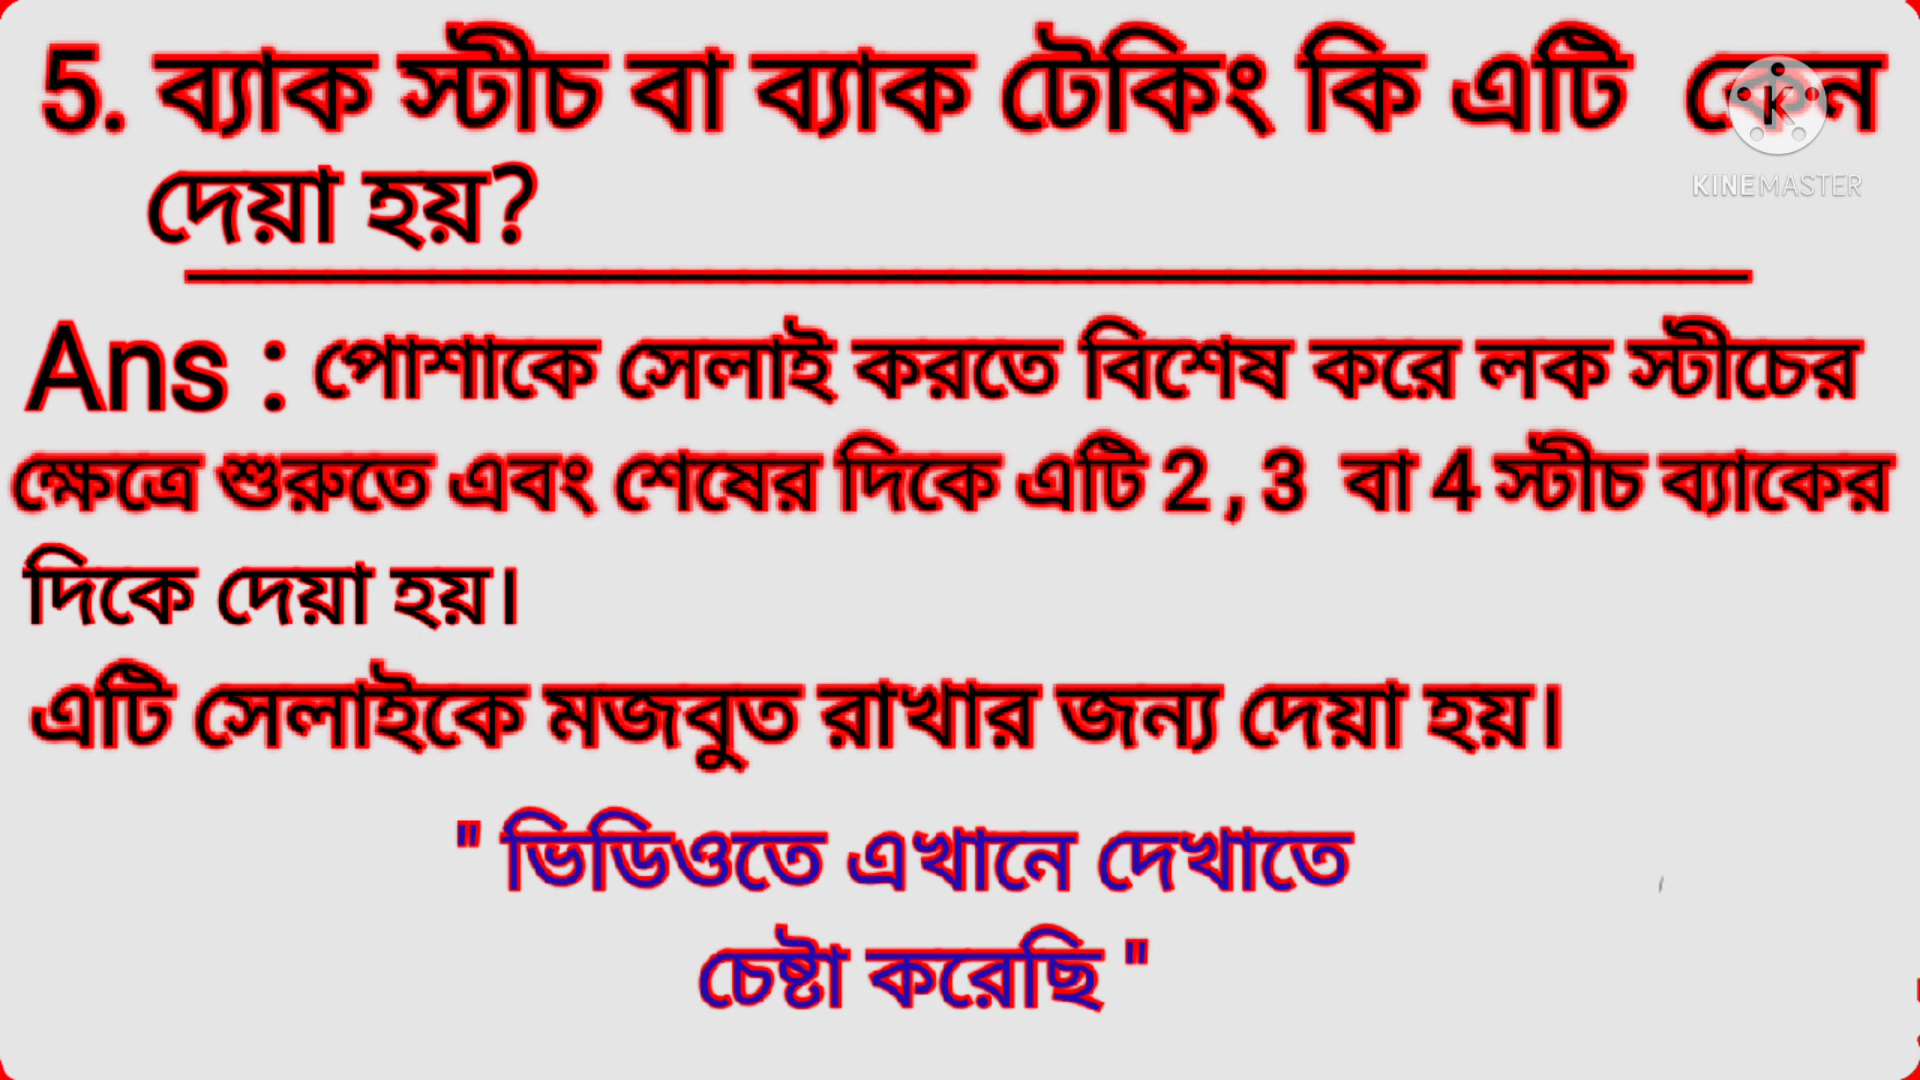 5. ব্যাক স্টীচ বা ব্যাক টেকিং কি এটি কেন
দেয়া হয়?
KINEMASTER
Ans : পোশাকে সেলাই করতে বিশেষ করে লক স্টীচের
ক্ষেত্রে শুরুতে এবং শেষের দিকে এটি 2 , 3 বা 4 স্টীচ ব্যাকের
দিকে দেয়া হয়।
এটি সেলাইকে মজবুত রাখার জন্য দেয়া হয়।
" ভিডিওতে এখানে দেখাতে
চেষ্টা করেছি "